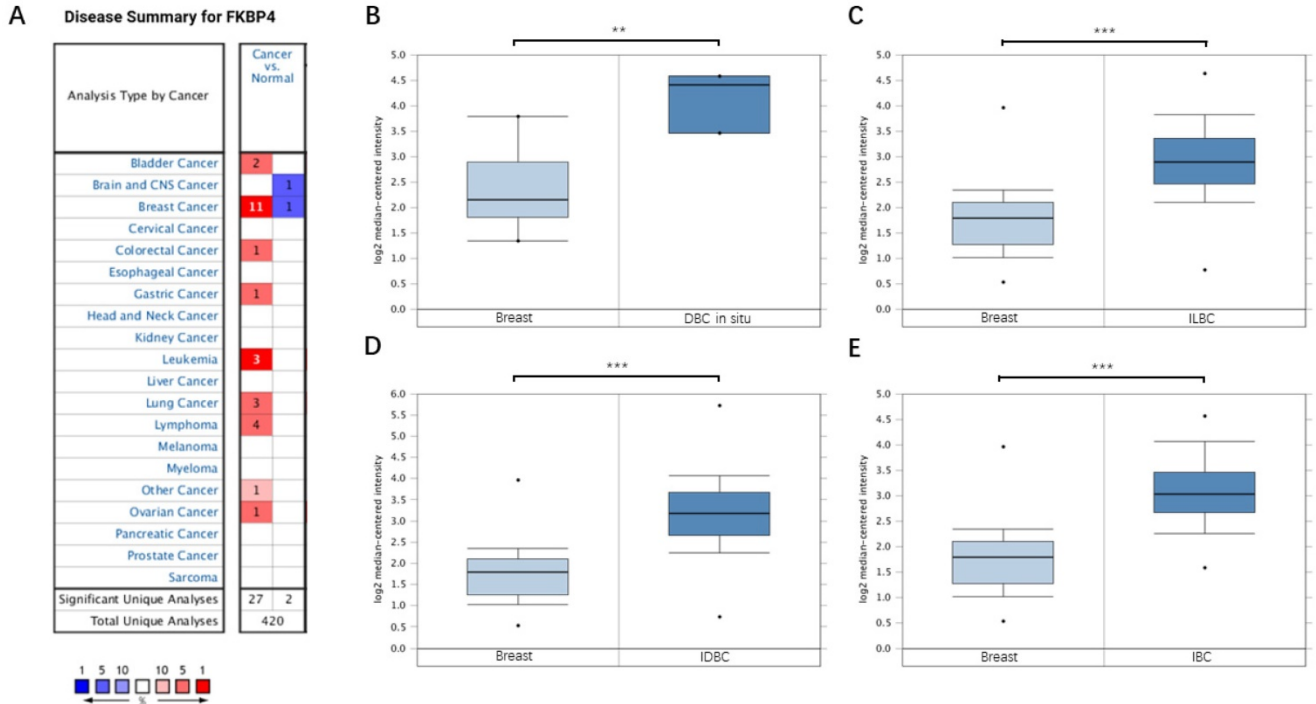 A
Disease Summary for FKBP4
Analysis Type by Cancer
Cancer
vs.
Normal
Bladder Cancer 2
Brain and CNS Cancer 1
Breast Cancer 11 1
Cervical Cancer
Colorectal Cancer 1
Esophageal Cancer
Gastric Cancer 1
Head and Neck Cancer
Kidney Cancer
Leukemia 3
Liver Cancer
Lung Cancer 3
Lymphoma 4
Melanoma
Myeloma
Other Cancer 1
Ovarian Cancer 1
Pancreatic Cancer
Prostate Cancer
Sarcoma
Significant Unique Analyses 27 2
Total Unique Analyses 420
1 5 10 10 5 1
%
B
**
log2 median-centered intensity
5.0
4.5
4.0
3.5
3.0
2.5
2.0
1.5
1.0
0.5
0.0
Breast DBC in situ
C
***
log2 median-centered intensity
5.0
4.5
4.0
3.5
3.0
2.5
2.0
1.5
1.0
0.5
0.0
Breast ILBC
D
***
log2 median-centered intensity
6.0
5.5
5.0
4.5
4.0
3.5
3.0
2.5
2.0
1.5
1.0
0.5
0.0
Breast IDBC
E
***
log2 median-centered intensity
5.0
4.5
4.0
3.5
3.0
2.5
2.0
1.5
1.0
0.5
0.0
Breast IBC